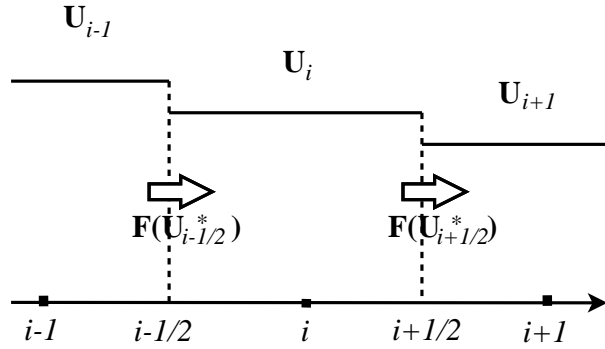 U_{i-1}
U_i
U_{i+1}
F(U^*_{i-1/2}) F(U^*_{i+1/2})
i-1 i-1/2 i i+1/2 i+1